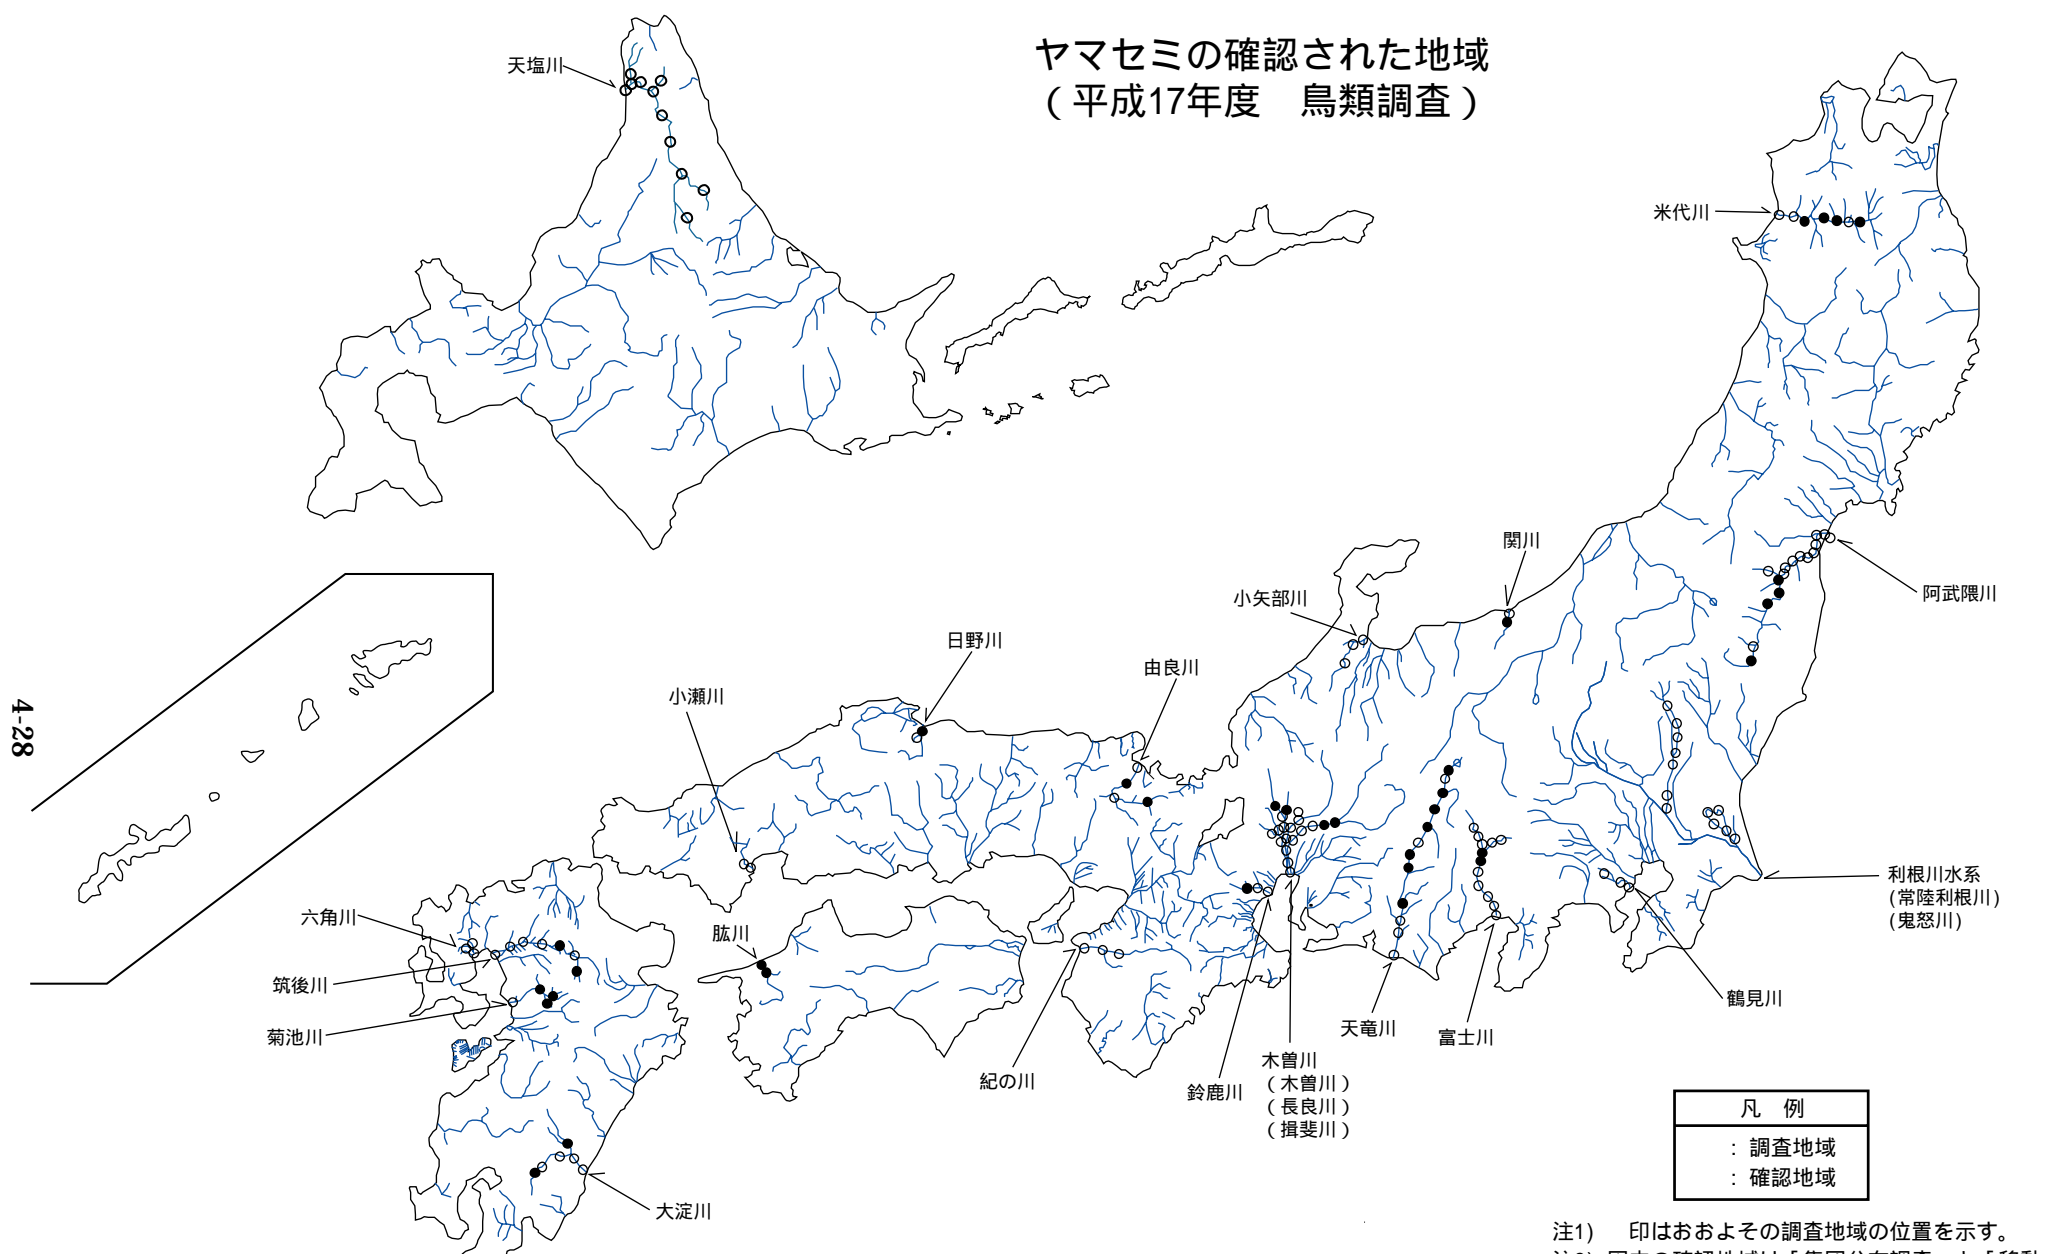 ヤマセミの確認された地域
（平成17年度　鳥類調査）
天塩川
米代川
関川
小矢部川
阿武隈川
日野川
由良川
小瀬川
4-28
利根川水系
(常陸利根川)
(鬼怒川)
六角川
肱川
筑後川
菊池川
鶴見川
天竜川
富士川
木曽川
（木曽川）
（長良川）
（揖斐川）
紀の川
鈴鹿川
大淀川
凡　例
：調査地域
：確認地域
注1)　印はおおよその調査地域の位置を示す。